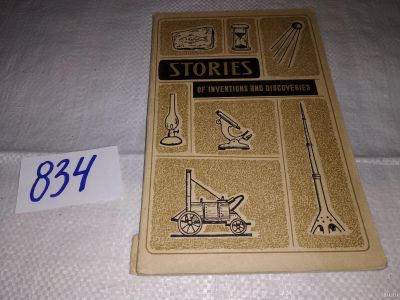 STORIES
OF INVENTIONS AND DISCOVERIES
834